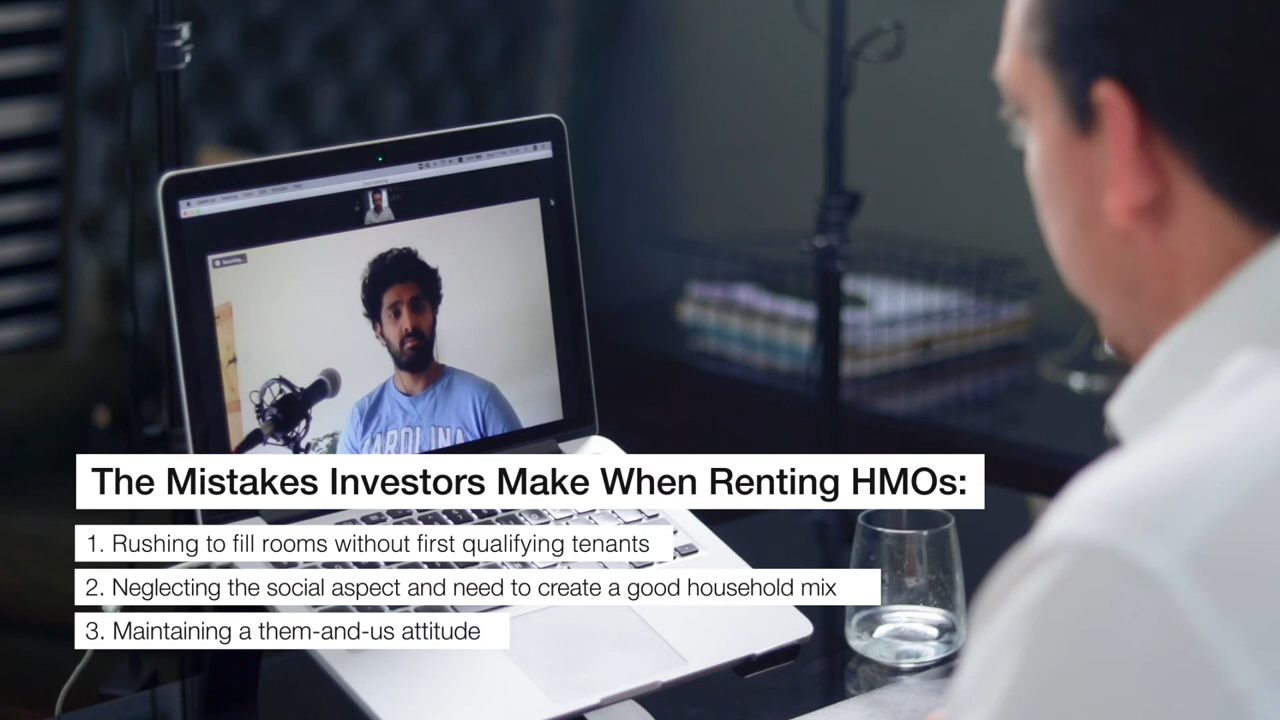 CAROLINA
The Mistakes Investors Make When Renting HMOs:
1. Rushing to fill rooms without first qualifying tenants
2. Neglecting the social aspect and need to create a good household mix
3. Maintaining a them-and-us attitude